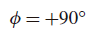 ϕ = +90°